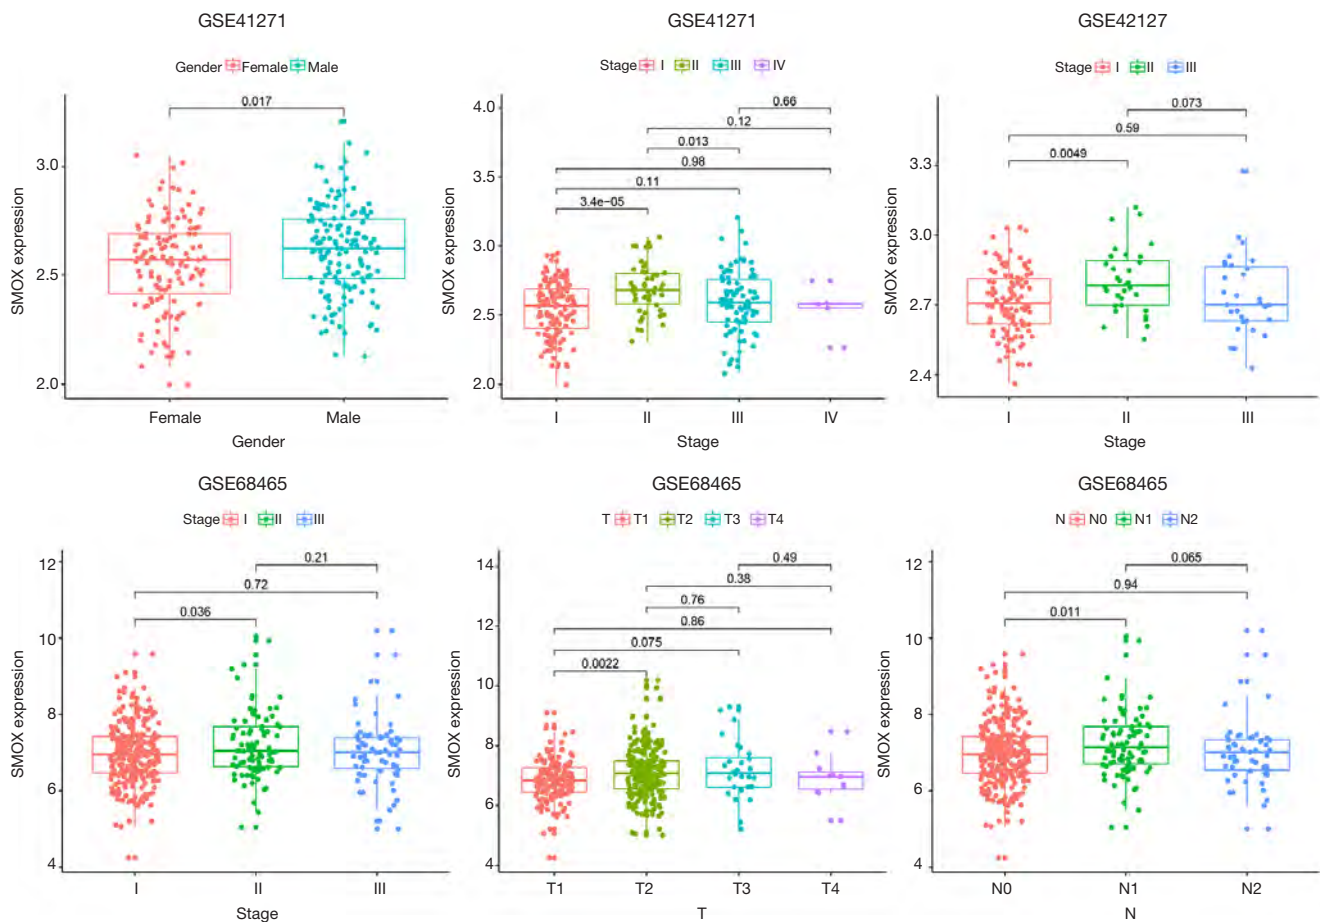 GSE41271
Gender Female Male
0.017
3.0
2.5
2.0
SMOX expression
Female Male
Gender
GSE41271
Stage I II III IV
0.66
0.12
0.013
0.98
0.11
3.4e−05
4.0
3.5
3.0
2.5
2.0
SMOX expression
I II III IV
Stage
GSE42127
Stage I II III
0.073
0.59
0.0049
3.3
3.0
2.7
2.4
SMOX expression
I II III
Stage
GSE68465
Stage I II III
0.21
0.72
0.036
12
10
8
6
4
SMOX expression
I II III
Stage
GSE68465
T T1 T2 T3 T4
0.49
0.38
0.76
0.86
0.075
0.0022
14
12
10
8
6
4
SMOX expression
T1 T2 T3 T4
T
GSE68465
N N0 N1 N2
0.065
0.94
0.011
12
10
8
6
4
SMOX expression
N0 N1 N2
N